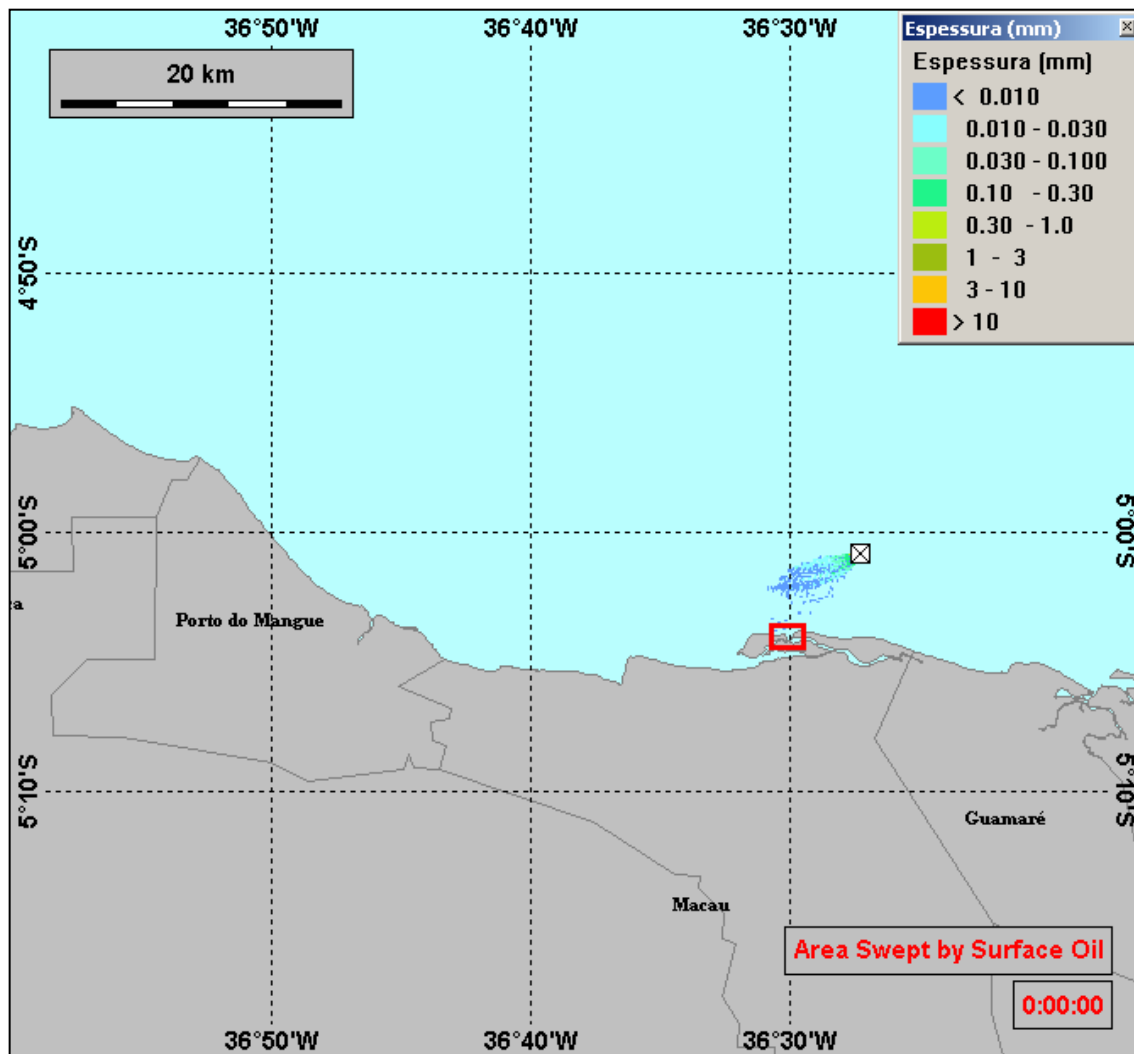 36°50'W 36°40'W 36°30'W
Espessura (mm)
20 km
Espessura (mm)
< 0.010
0.010 - 0.030
0.030 - 0.100
0.10 - 0.30
0.30 - 1.0
1 - 3
3 - 10
> 10
4°50'S
5°00'S
5°00'S
Porto do Mangue
5°10'S
5°10'S
Guamaré
Macau
Area Swept by Surface Oil
0:00:00
36°50'W 36°40'W 36°30'W